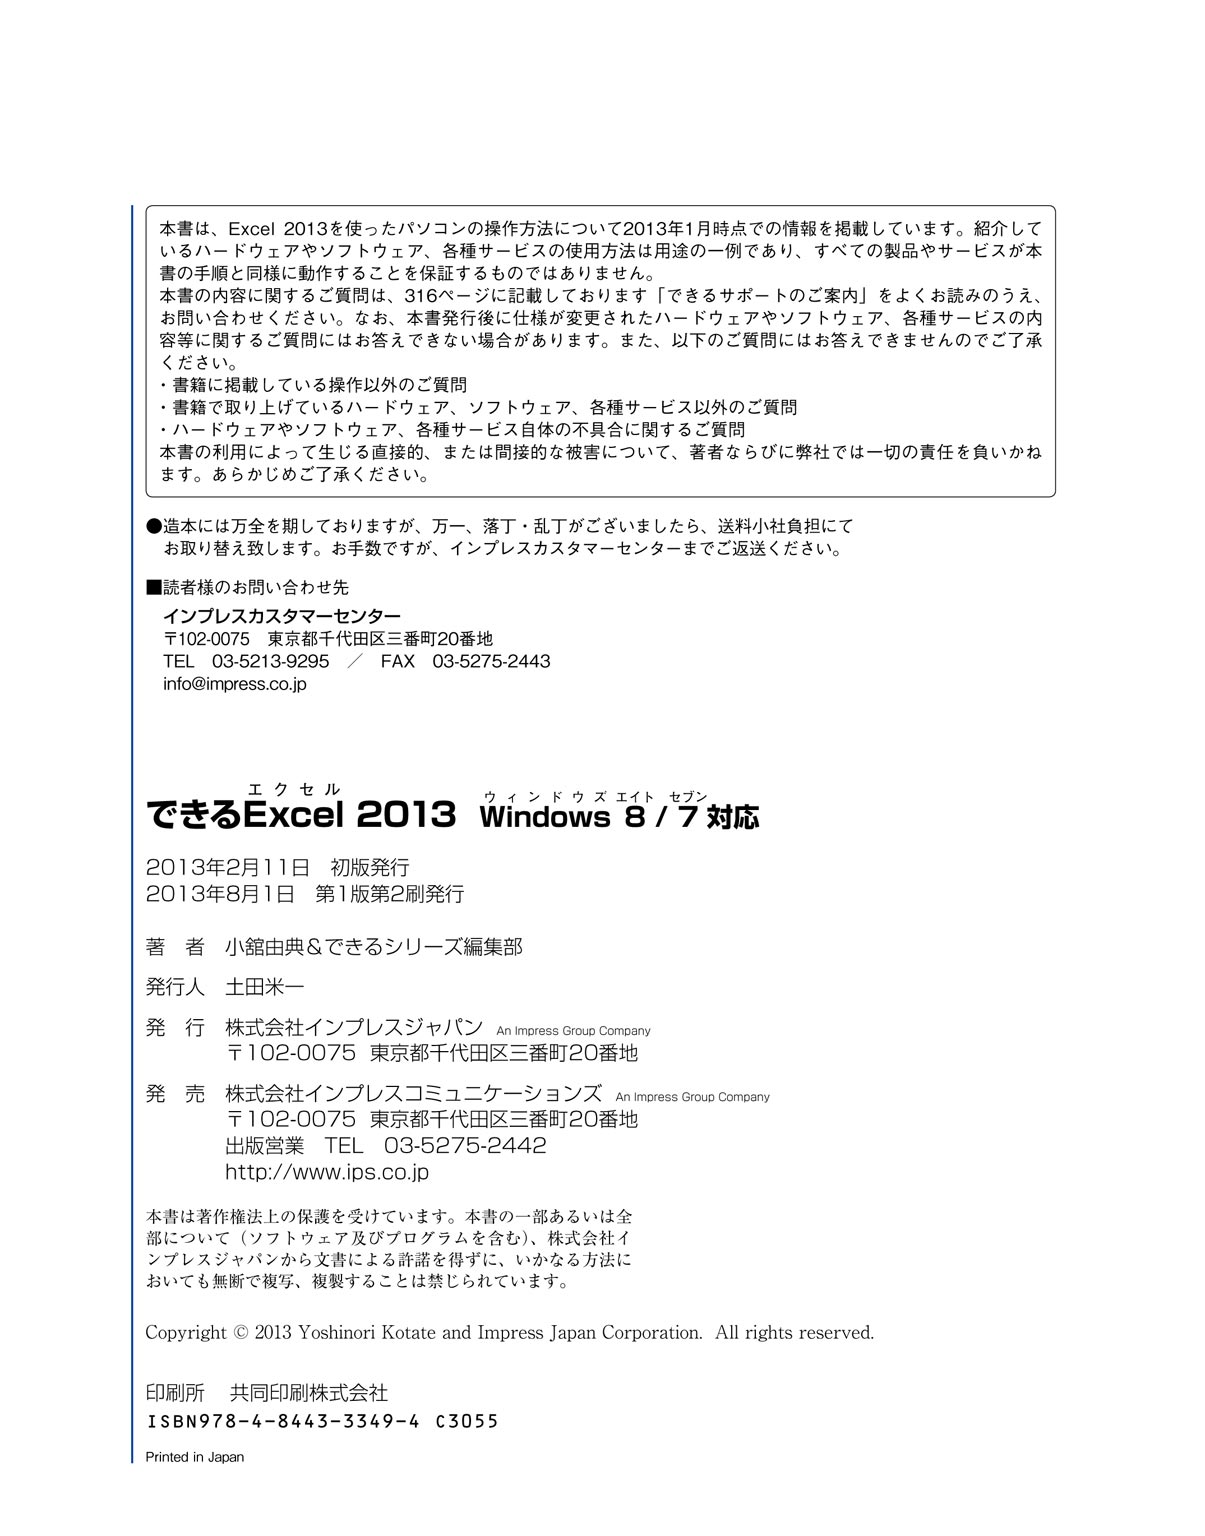 本書は、Excel 2013を使ったパソコンの操作方法について2013年1月時点での情報を掲載しています。紹介して
いるハードウェアやソフトウェア、各種サービスの使用方法は用途の一例であり、すべての製品やサービスが本
書の手順と同様に動作することを保証するものではありません。
本書の内容に関するご質問は、316ページに記載しております「できるサポートのご案内」をよくお読みのうえ、
お問い合わせください。なお、本書発行後に仕様が変更されたハードウェアやソフトウェア、各種サービスの内
容等に関するご質問にはお答えできない場合があります。また、以下のご質問にはお答えできませんのでご了承
ください。
・書籍に掲載している操作以外のご質問
・書籍で取り上げているハードウェア、ソフトウェア、各種サービス以外のご質問
・ハードウェアやソフトウェア、各種サービス自体の不具合に関するご質問
本書の利用によって生じる直接的、または間接的な被害について、著者ならびに弊社では一切の責任を負いかね
ます。あらかじめご了承ください。
●造本には万全を期しておりますが、万一、落丁・乱丁がございましたら、送料小社負担にて
お取り替え致します。お手数ですが、インプレスカスタマーセンターまでご返送ください。
■読者様のお問い合わせ先
インプレスカスタマーセンター
〒102-0075　東京都千代田区三番町20番地
TEL　03-5213-9295　／　FAX　03-5275-2443
info@impress.co.jp
エクセル　ウィンドウズ エイト セブン
できるExcel 2013 Windows 8 / 7 対応
2013年2月11日　初版発行
2013年8月1日　第1版第2刷発行
著　者　小舘由典＆できるシリーズ編集部
発行人　土田米一
発　行　株式会社インプレスジャパン An Impress Group Company
〒102-0075 東京都千代田区三番町20番地
発　売　株式会社インプレスコミュニケーションズ An Impress Group Company
〒102-0075 東京都千代田区三番町20番地
出版営業　TEL　03-5275-2442
http://www.ips.co.jp
本書は著作権法上の保護を受けています。本書の一部あるいは全
部について（ソフトウェア及びプログラムを含む）、株式会社イ
ンプレスジャパンから文書による許諾を得ずに、いかなる方法に
おいても無断で複写、複製することは禁じられています。
Copyright © 2013 Yoshinori Kotate and Impress Japan Corporation. All rights reserved.
印刷所　共同印刷株式会社
ISBN978-4-8443-3349-4 C3055
Printed in Japan